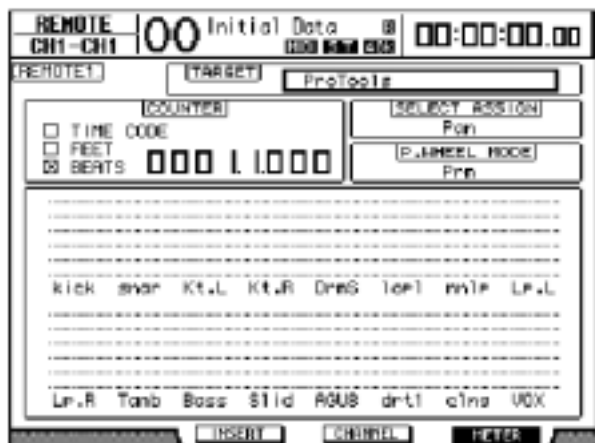 REMOTE
CH1-CH1
00 Initial Data
00:00:00.00
REMOTE1
TARGET
ProTools
COUNTER
TIME CODE
FEET
BEATS
000 1.1.000
SELECT ASSIGN
Pan
P.WHEEL MODE
Prm
kick snar Kt.L Kt.R DrmS lop1 mnlp Lp.L
Lp.R Tamb Bass Slid AGUB drt1 clng VOX
INSERT CHANNEL METER